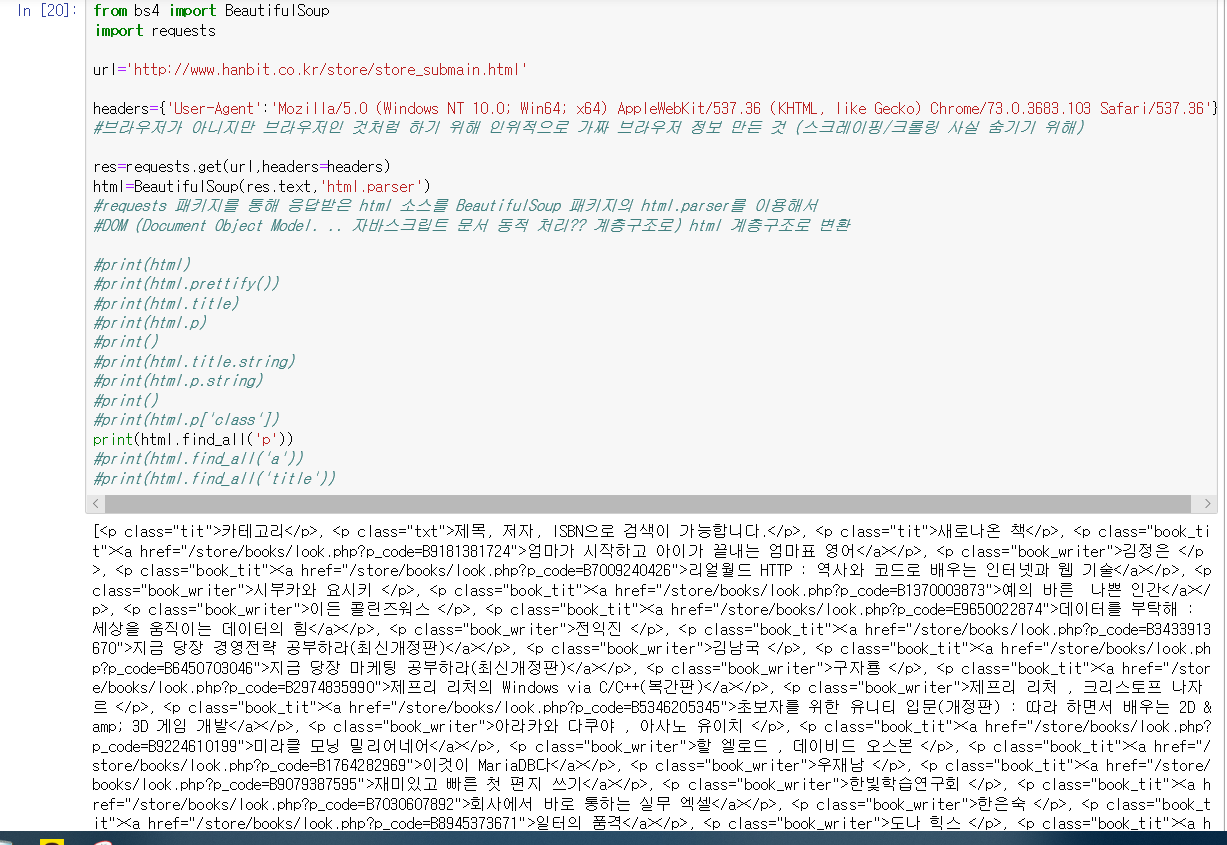 In [20]:
from bs4 import BeautifulSoup
import requests
url='http://www.hanbit.co.kr/store/store_submain.html'
headers={'User-Agent':'Mozilla/5.0 (Windows NT 10.0; Win64; x64) AppleWebKit/537.36 (KHTML, like Gecko) Chrome/73.0.3683.103 Safari/537.36'}
#브라우저가 아니지만 브라우저인 것처럼 하기 위해 인위적으로 가짜 브라우저 정보 만든 것 (스크레이핑/크롤링 사실 숨기기 위해)
res=requests.get(url,headers=headers)
html=BeautifulSoup(res.text,'html.parser')
#requests 패키지를 통해 응답받은 html 소스를 BeautifulSoup 패키지의 html.parser를 이용해서
#DOM (Document Object Model. .. 자바스크립트 문서 동적 처리?? 계층구조로) html 계층구조로 변환
#print(html)
#print(html.prettify())
#print(html.title)
#print(html.p)
#print()
#print(html.title.string)
#print(html.p.string)
#print()
#print(html.p['class'])
print(html.find_all('p'))
#print(html.find_all('a'))
#print(html.find_all('title'))
[<p class="tit">카테고리</p>, <p class="txt">제목, 저자, ISBN으로 검색이 가능합니다.</p>, <p class="tit">새로나온 책</p>, <p class="book_ti
t"><a href="/store/books/look.php?p_code=B9181381724">엄마가 시작하고 아이가 끝내는 엄마표 영어</a></p>, <p class="book_writer">김정은 </p
>, <p class="book_tit"><a href="/store/books/look.php?p_code=B7009240426">리얼월드 HTTP : 역사와 코드로 배우는 인터넷과 웹 기술</a></p>, <p
class="book_writer">시부카와 요시키 </p>, <p class="book_tit"><a href="/store/books/look.php?p_code=B1370003873">예의 바른  나쁜 인간</a></
p>, <p class="book_writer">이든 콜린즈워스 </p>, <p class="book_tit"><a href="/store/books/look.php?p_code=E9650022874">데이터를 부탁해 :
세상을 움직이는 데이터의 힘</a></p>, <p class="book_writer">전익진 </p>, <p class="book_tit"><a href="/store/books/look.php?p_code=B3433913
670">지금 당장 경영전략 공부하라(최신개정판)</a></p>, <p class="book_writer">김남국 </p>, <p class="book_tit"><a href="/store/books/look.ph
p?p_code=B6450703046">지금 당장 마케팅 공부하라(최신개정판)</a></p>, <p class="book_writer">구자룡 </p>, <p class="book_tit"><a href="/stor
e/books/look.php?p_code=B2974835990">제프리 리처의 Windows via C/C++(복간판)</a></p>, <p class="book_writer">제프리 리처 , 크리스토프 나자
르 </p>, <p class="book_tit"><a href="/store/books/look.php?p_code=B5346205345">초보자를 위한 유니티 입문(개정판) : 따라 하면서 배우는 2D &
amp; 3D 게임 개발</a></p>, <p class="book_writer">아라카와 다쿠야 , 아사노 유이치 </p>, <p class="book_tit"><a href="/store/books/look.php?
p_code=B9224610199">미라클 모닝 밀리어네어</a></p>, <p class="book_writer">할 엘로드 , 데이비드 오스본 </p>, <p class="book_tit"><a href="/
store/books/look.php?p_code=B1764282969">이것이 MariaDB다</a></p>, <p class="book_writer">우재남 </p>, <p class="book_tit"><a href="/store/
books/look.php?p_code=B9079387595">재미있고 빠른 첫 편지 쓰기</a></p>, <p class="book_writer">한빛학습연구회 </p>, <p class="book_tit"><a h
ref="/store/books/look.php?p_code=B7030607892">회사에서 바로 통하는 실무 엑셀</a></p>, <p class="book_writer">한은숙 </p>, <p class="book_t
it"><a href="/store/books/look.php?p_code=B8945373671">일터의 품격</a></p>, <p class="book_writer">도나 힉스 </p>, <p class="book_tit"><a h